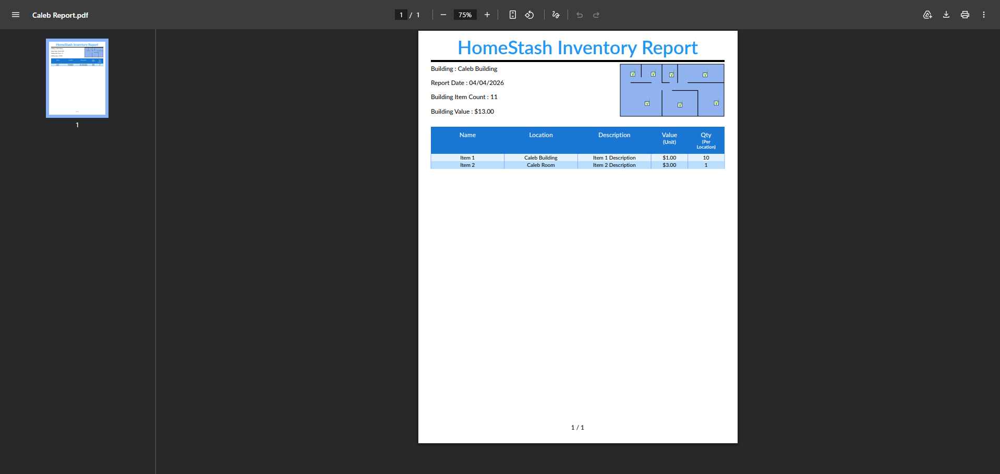 Caleb Report.pdf
1 / 1
75%
1
HomeStash Inventory Report
Building : Caleb Building
Report Date : 04/04/2026
Building Item Count : 11
Building Value : $13.00
Name Location Description Value (Unit) Qty (Per Location)
Item 1 Caleb Building Item 1 Description $1.00 10
Item 2 Caleb Room Item 2 Description $3.00 1
1 / 1